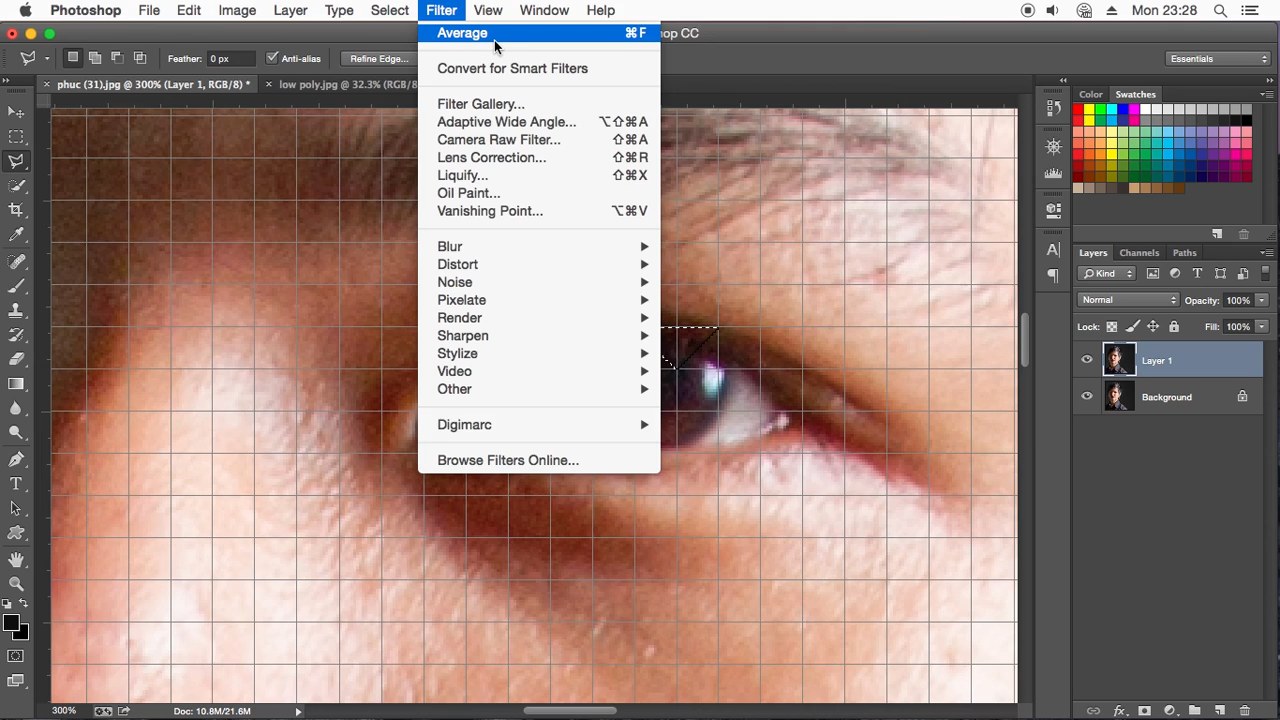 Photoshop File Edit Image Layer Type Select Filter View Window Help Mon 23:28
shop CC
Feather: 0 px Anti-alias Refine Edge... Essentials
phuc (31).jpg @ 300% (Layer 1, RGB/8) * low poly.jpg @ 32.3% (RGB/8
Average ⌘F
Convert for Smart Filters
Filter Gallery...
Adaptive Wide Angle... ⌥⇧⌘A
Camera Raw Filter... ⇧⌘A
Lens Correction... ⇧⌘R
Liquify... ⇧⌘X
Oil Paint...
Vanishing Point... ⌥⌘V
Blur
Distort
Noise
Pixelate
Render
Sharpen
Stylize
Video
Other
Digimarc
Browse Filters Online...
Color Swatches
Layers Channels Paths
Kind
Normal Opacity: 100%
Lock: Fill: 100%
Layer 1
Background
300% Doc: 10.8M/21.6M